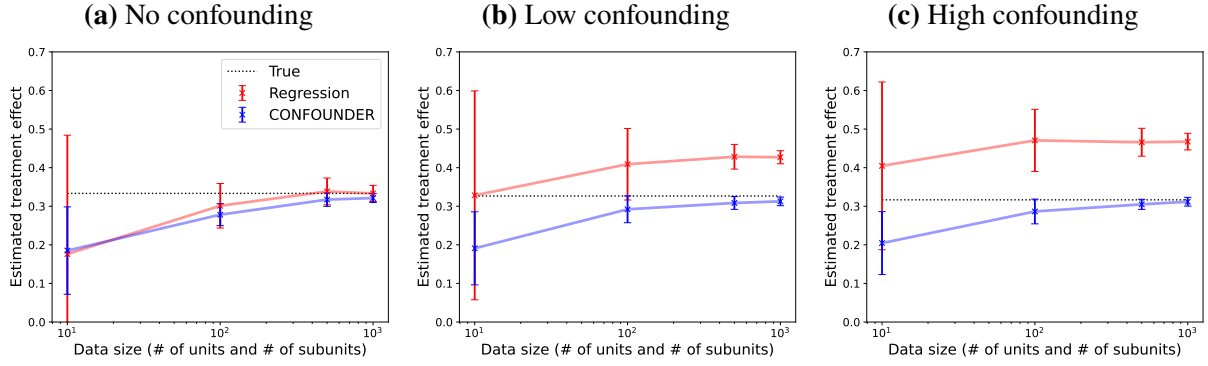 (a) No confounding
0.7
0.6
0.5
0.4
0.3
0.2
0.1
0.0
Estimated treatment effect
True
Regression
CONFOUNDER
10¹ 10² 10³
Data size (# of units and # of subunits)
(b) Low confounding
0.7
0.6
0.5
0.4
0.3
0.2
0.1
0.0
Estimated treatment effect
10¹ 10² 10³
Data size (# of units and # of subunits)
(c) High confounding
0.7
0.6
0.5
0.4
0.3
0.2
0.1
0.0
Estimated treatment effect
10¹ 10² 10³
Data size (# of units and # of subunits)